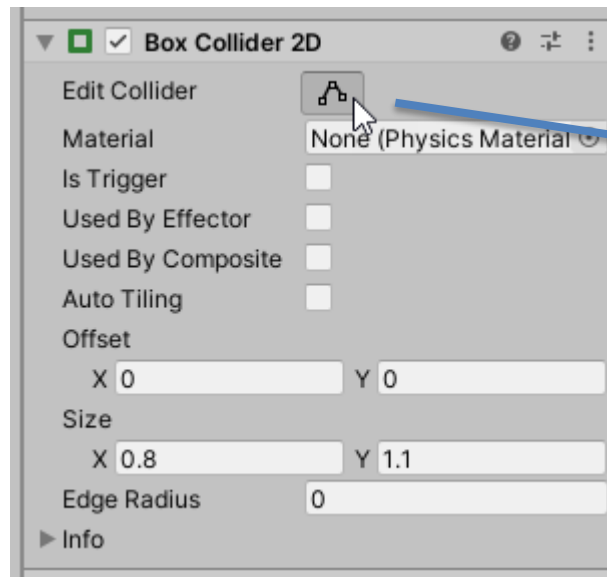 Box Collider 2D
Edit Collider
Material None (Physics Material
Is Trigger
Used By Effector
Used By Composite
Auto Tiling
Offset
X 0 Y 0
Size
X 0.8 Y 1.1
Edge Radius 0
Info